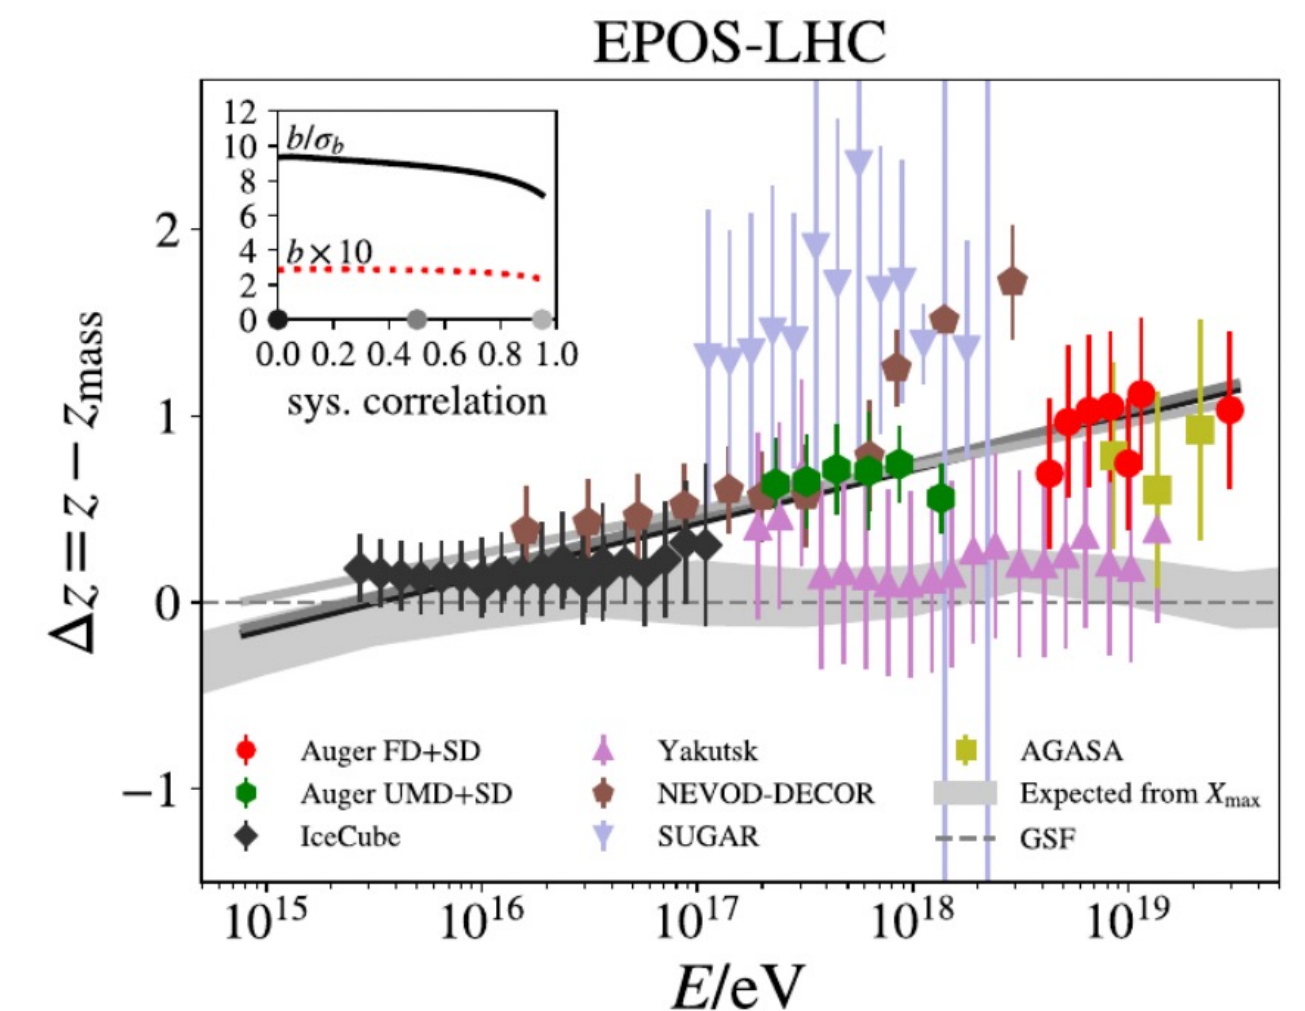 EPOS-LHC
12
10
8
6
4
2
0
b/σ_b
b × 10
0.0 0.2 0.4 0.6 0.8 1.0
sys. correlation
2
1
0
−1
Δz = z − z_mass
Auger FD+SD
Auger UMD+SD
IceCube
Yakutsk
NEVOD-DECOR
SUGAR
AGASA
Expected from X_max
GSF
10^15 10^16 10^17 10^18 10^19
E/eV